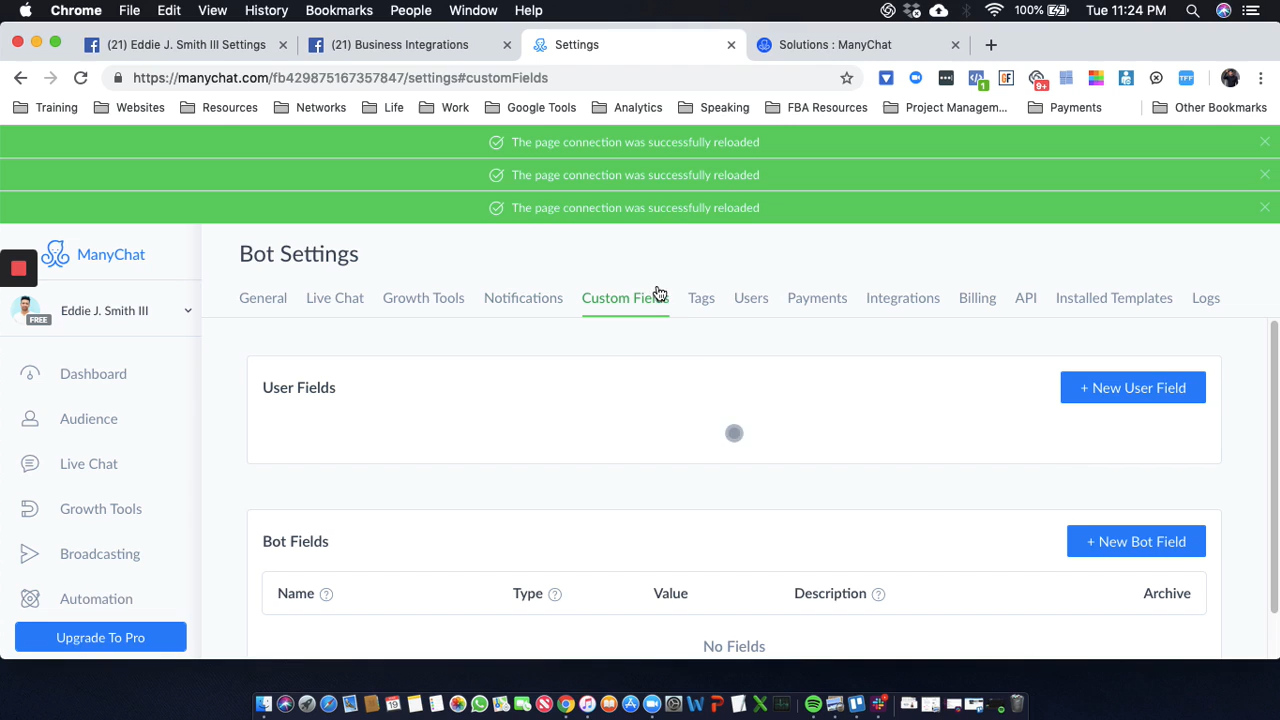 Chrome File Edit View History Bookmarks People Window Help 100% Tue 11:24 PM
(21) Eddie J. Smith III Settings (21) Business Integrations Settings Solutions : ManyChat
https://manychat.com/fb429875167357847/settings#customFields
Training Websites Resources Networks Life Work Google Tools Analytics Speaking FBA Resources Project Managem... Payments Other Bookmarks
The page connection was successfully reloaded
The page connection was successfully reloaded
The page connection was successfully reloaded
ManyChat
Bot Settings
General Live Chat Growth Tools Notifications Custom Fields Tags Users Payments Integrations Billing API Installed Templates Logs
Eddie J. Smith III
FREE
Dashboard
Audience
Live Chat
Growth Tools
Broadcasting
Automation
Upgrade To Pro
User Fields + New User Field
Bot Fields + New Bot Field
Name Type Value Description Archive
No Fields